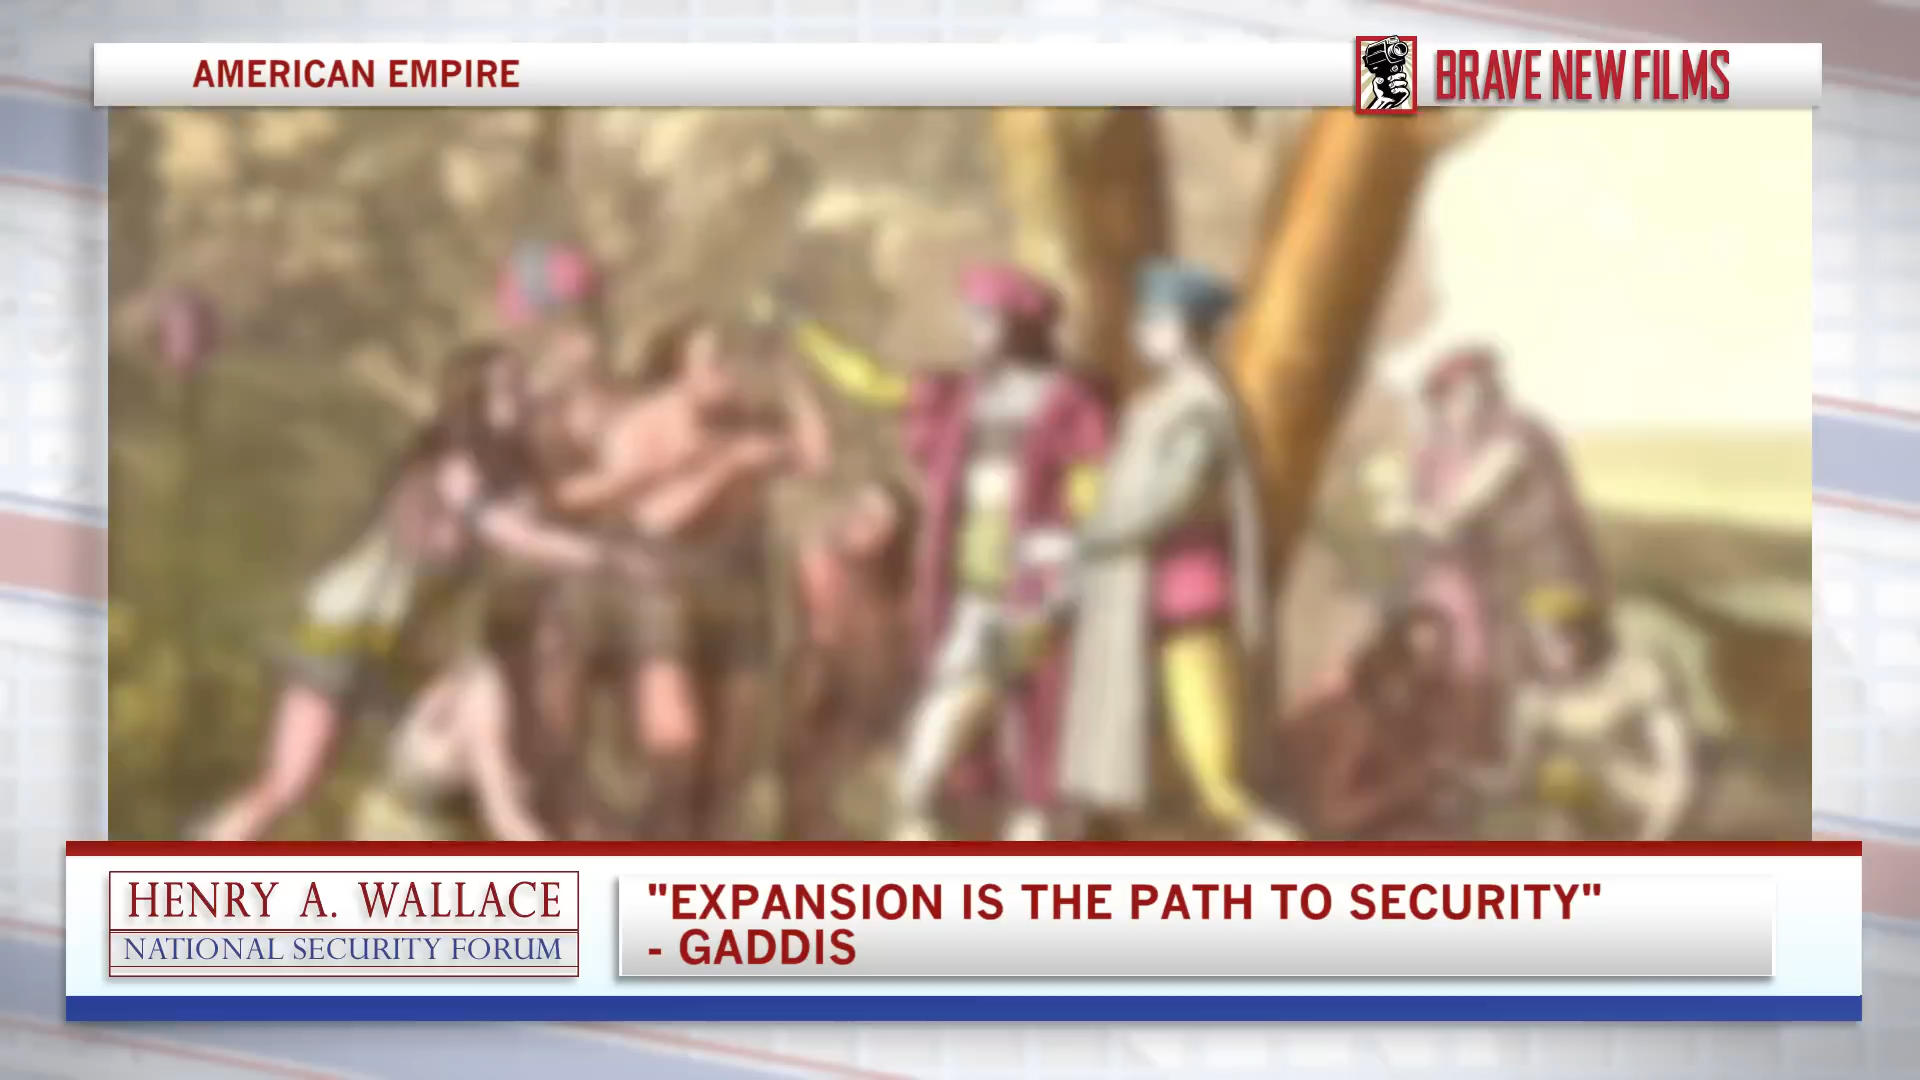 AMERICAN EMPIRE
BRAVE NEW FILMS
HENRY A. WALLACE
NATIONAL SECURITY FORUM
"EXPANSION IS THE PATH TO SECURITY"
- GADDIS